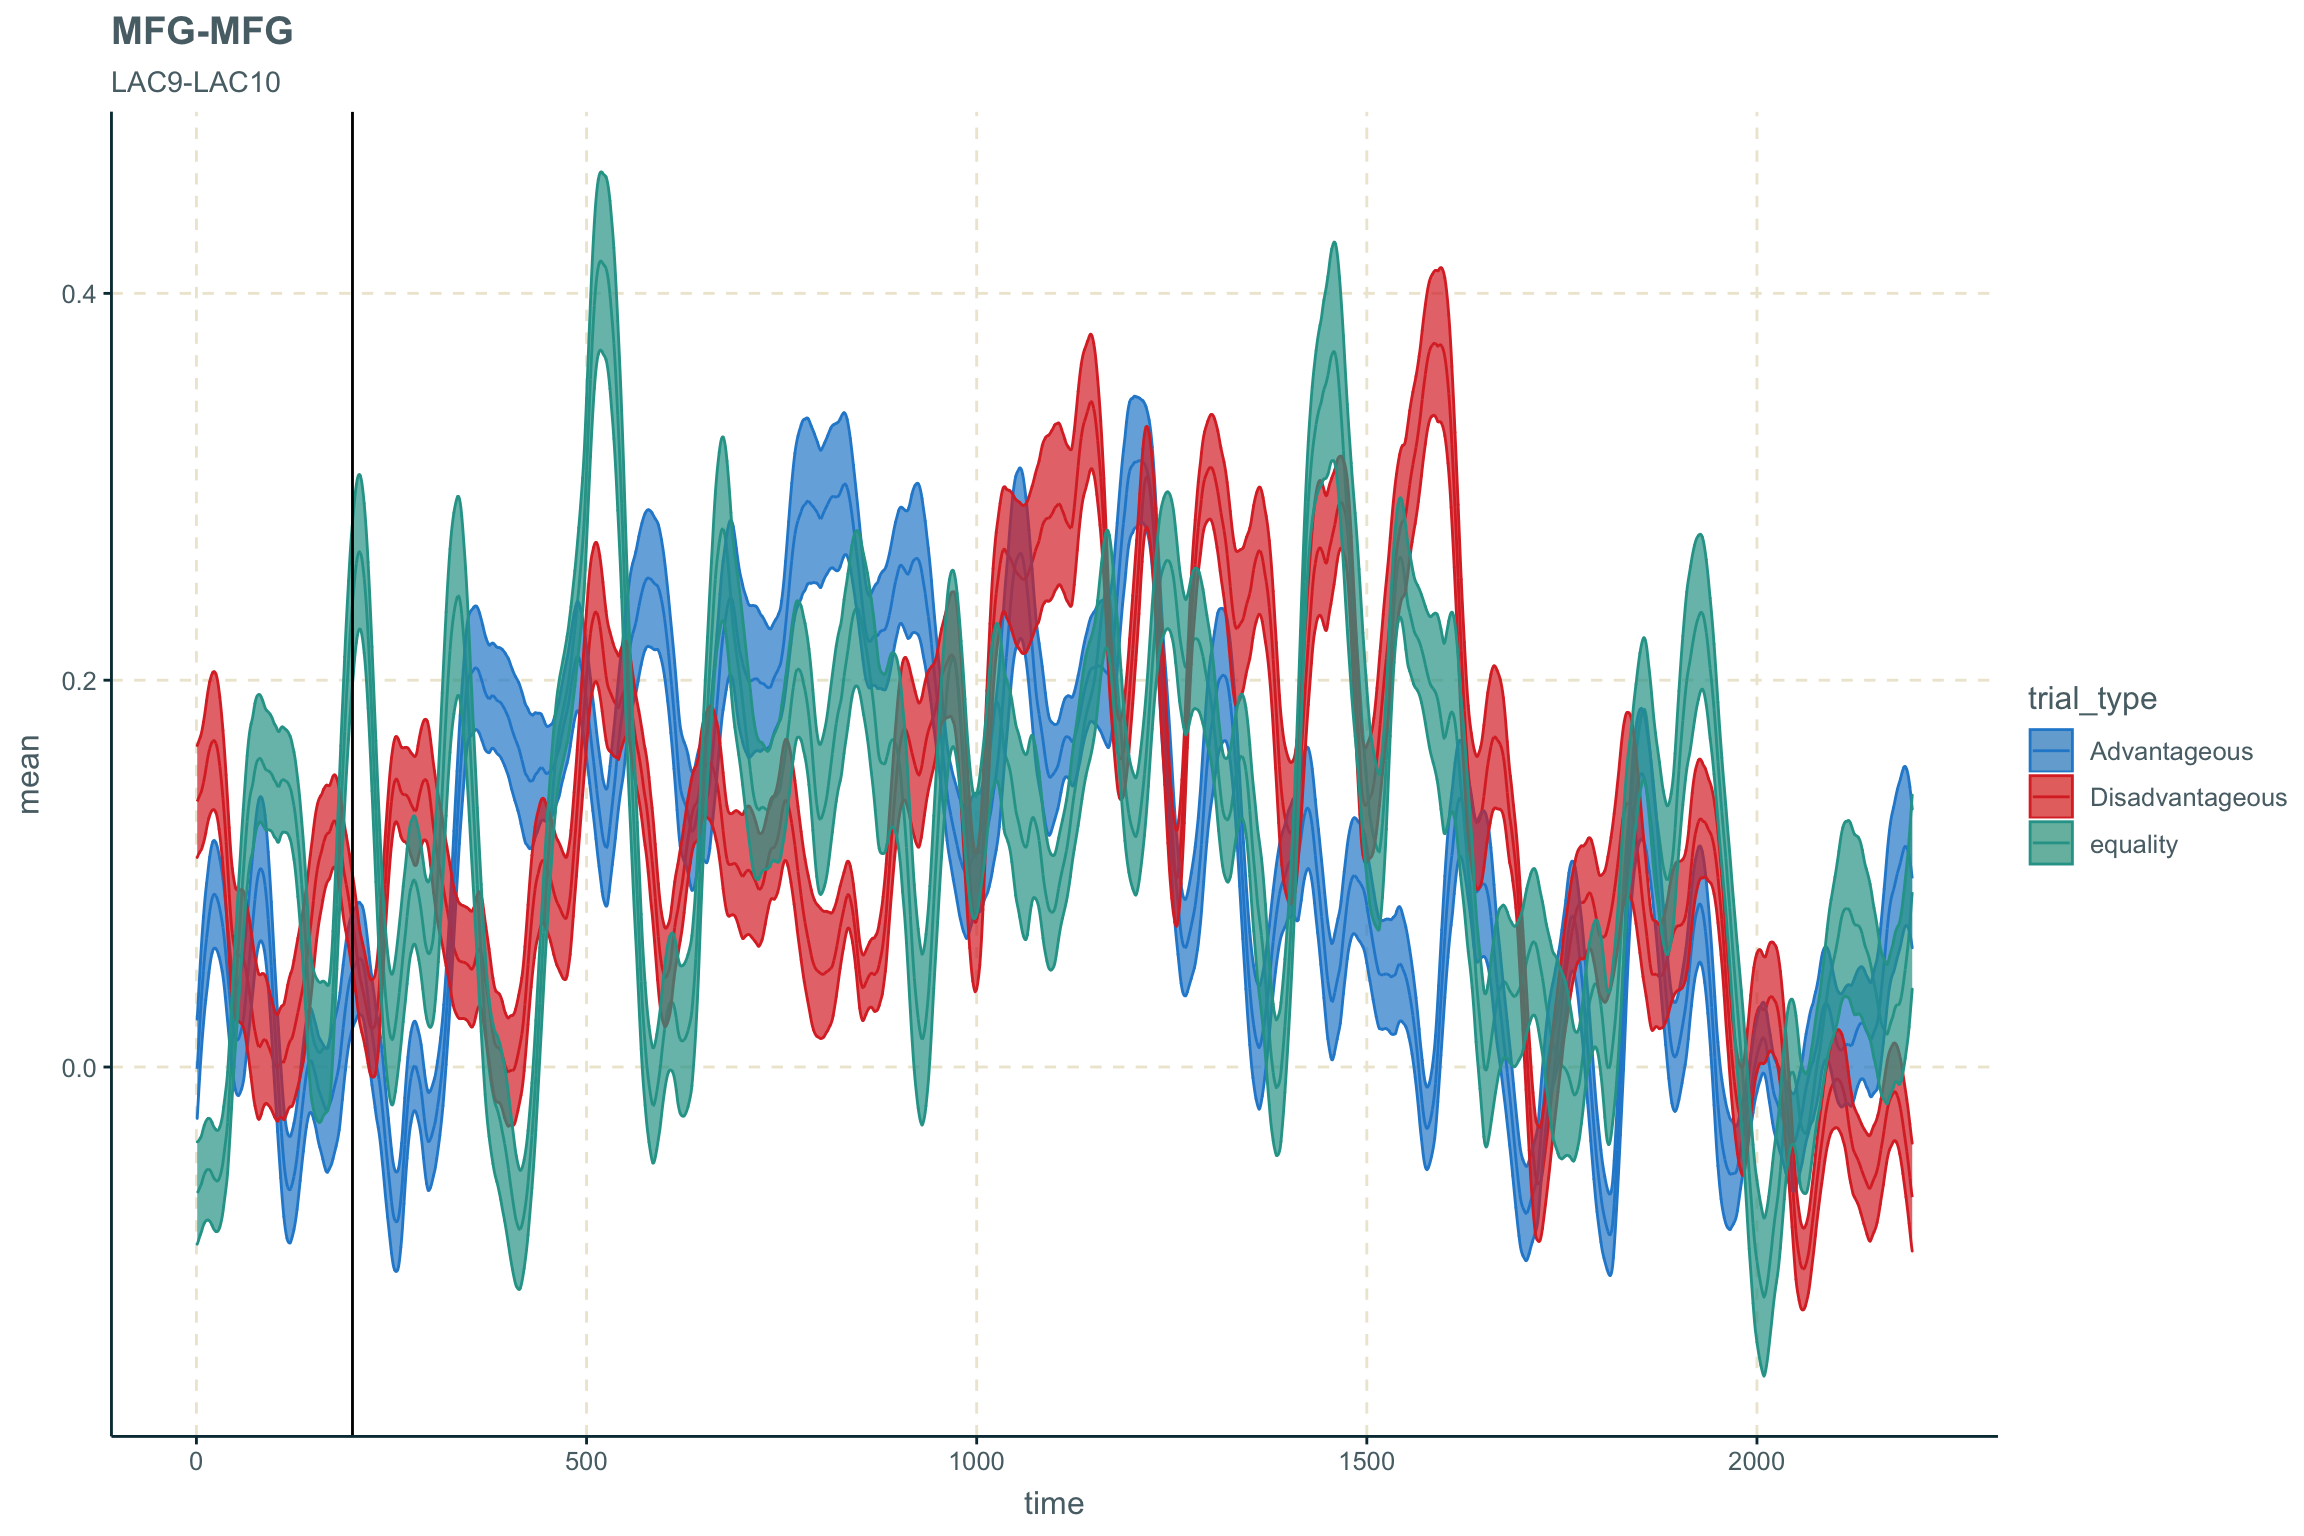 MFG-MFG
LAC9-LAC10
mean
0.4
0.2
0.0
0 500 1000 1500 2000
time
trial_type
Advantageous
Disadvantageous
equality